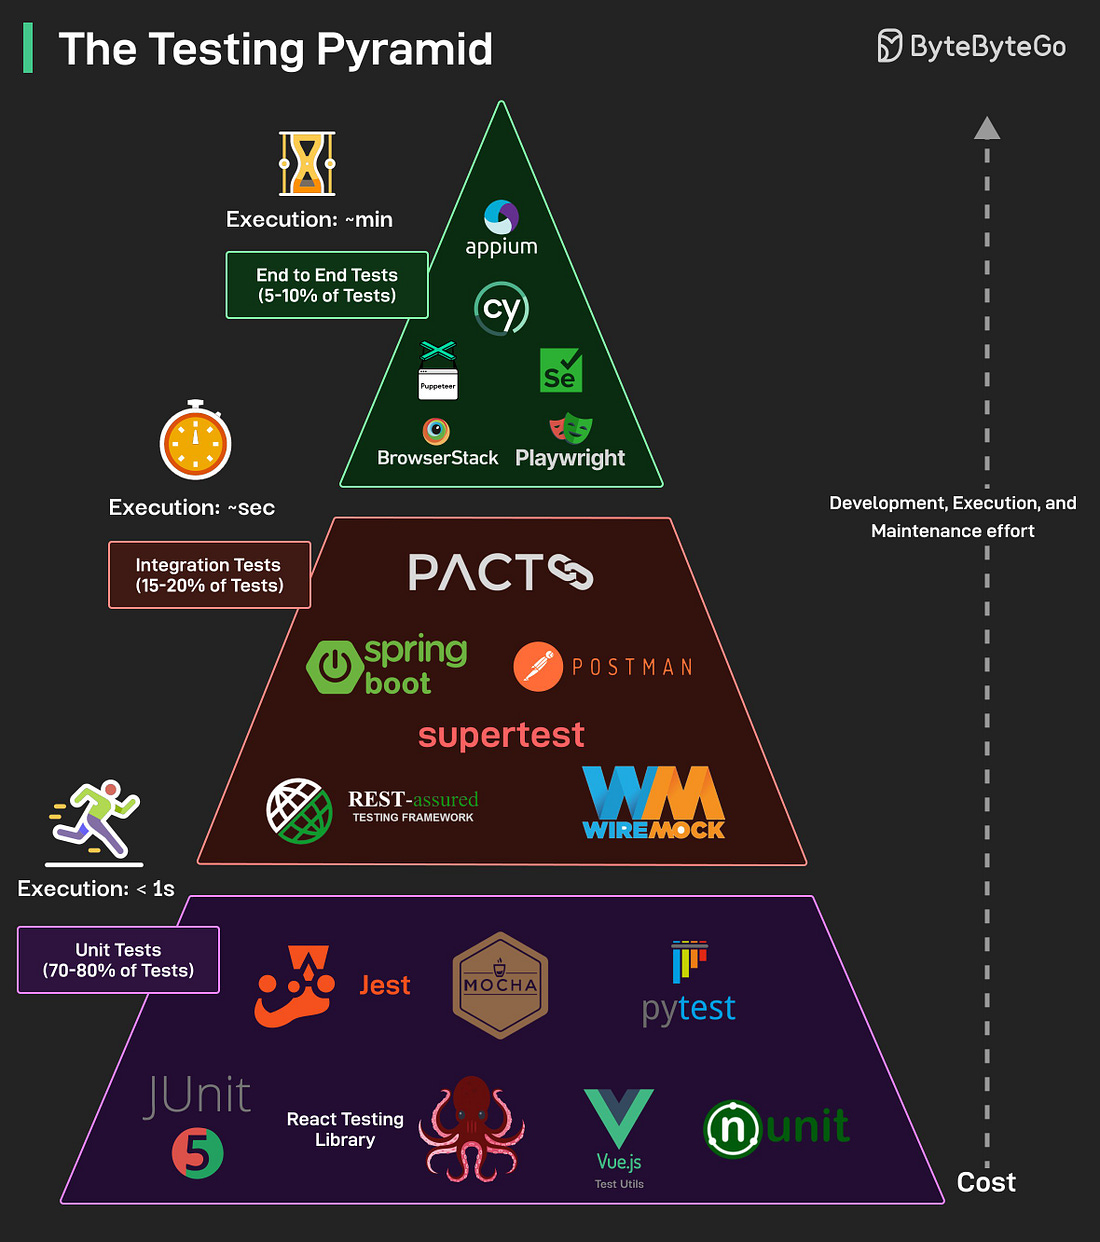 The Testing Pyramid
ByteByteGo
Execution: ~min
End to End Tests
(5-10% of Tests)
appium
cy
Puppeteer
Se
BrowserStack
Playwright
Execution: ~sec
Integration Tests
(15-20% of Tests)
PACT
spring
boot
POSTMAN
supertest
REST-assured
TESTING FRAMEWORK
WM
WIREMOCK
Development, Execution, and
Maintenance effort
Execution: < 1s
Unit Tests
(70-80% of Tests)
Jest
MOCHA
pytest
JUnit
5
React Testing
Library
Vue.js
Test Utils
nunit
Cost